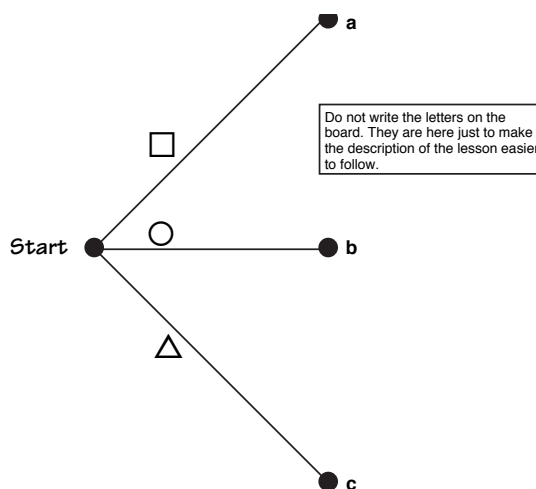 a
Do not write the letters on the
board. They are here just to make
the description of the lesson easier
to follow.
Start
b
c